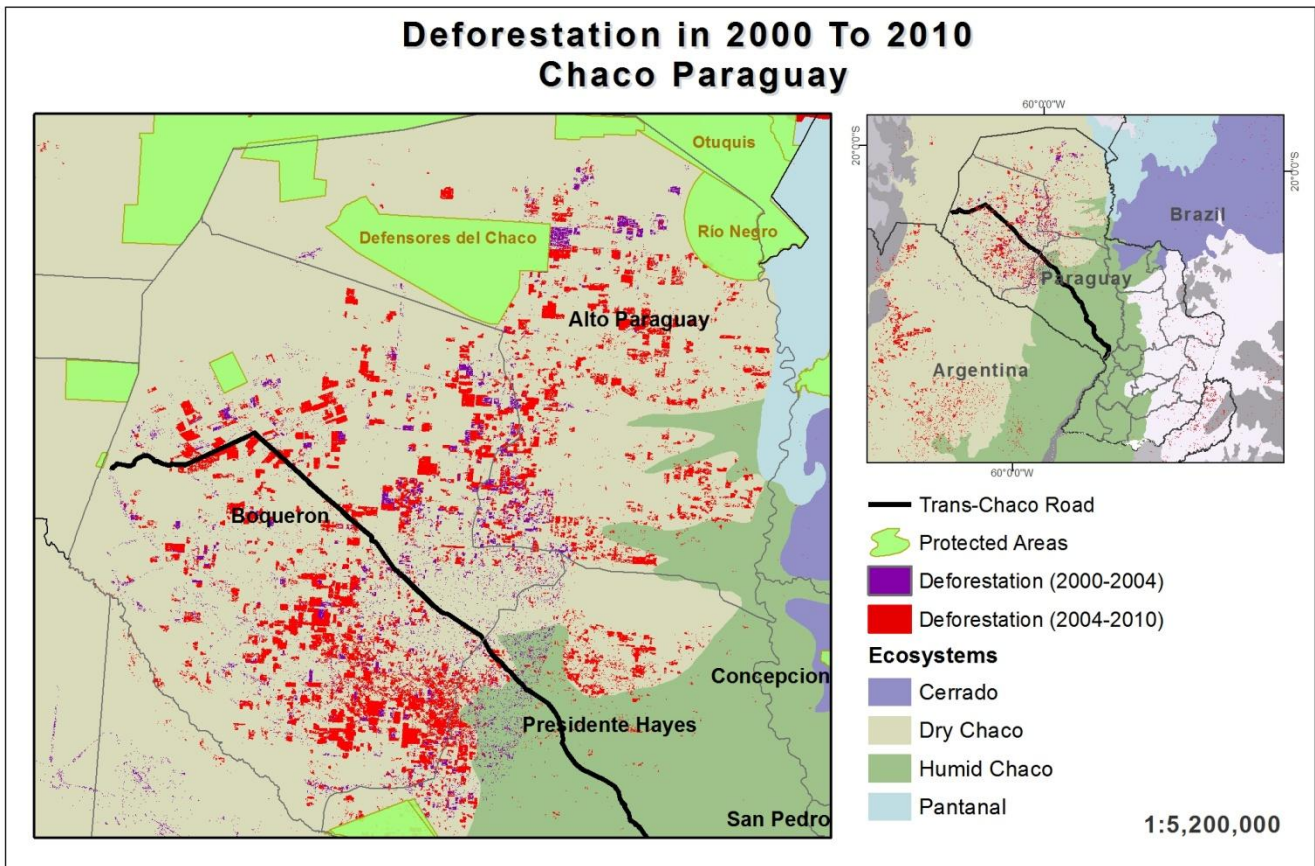 Deforestation in 2000 To 2010
Chaco Paraguay
Otuquis
Defensores del Chaco
Río Negro
Alto Paraguay
Boqueron
Concepcion
Presidente Hayes
San Pedro
60°0'0"W
20°0'0"S
20°0'0"S
Brazil
Paraguay
Argentina
60°0'0"W
Trans-Chaco Road
Protected Areas
Deforestation (2000-2004)
Deforestation (2004-2010)
Ecosystems
Cerrado
Dry Chaco
Humid Chaco
Pantanal
1:5,200,000